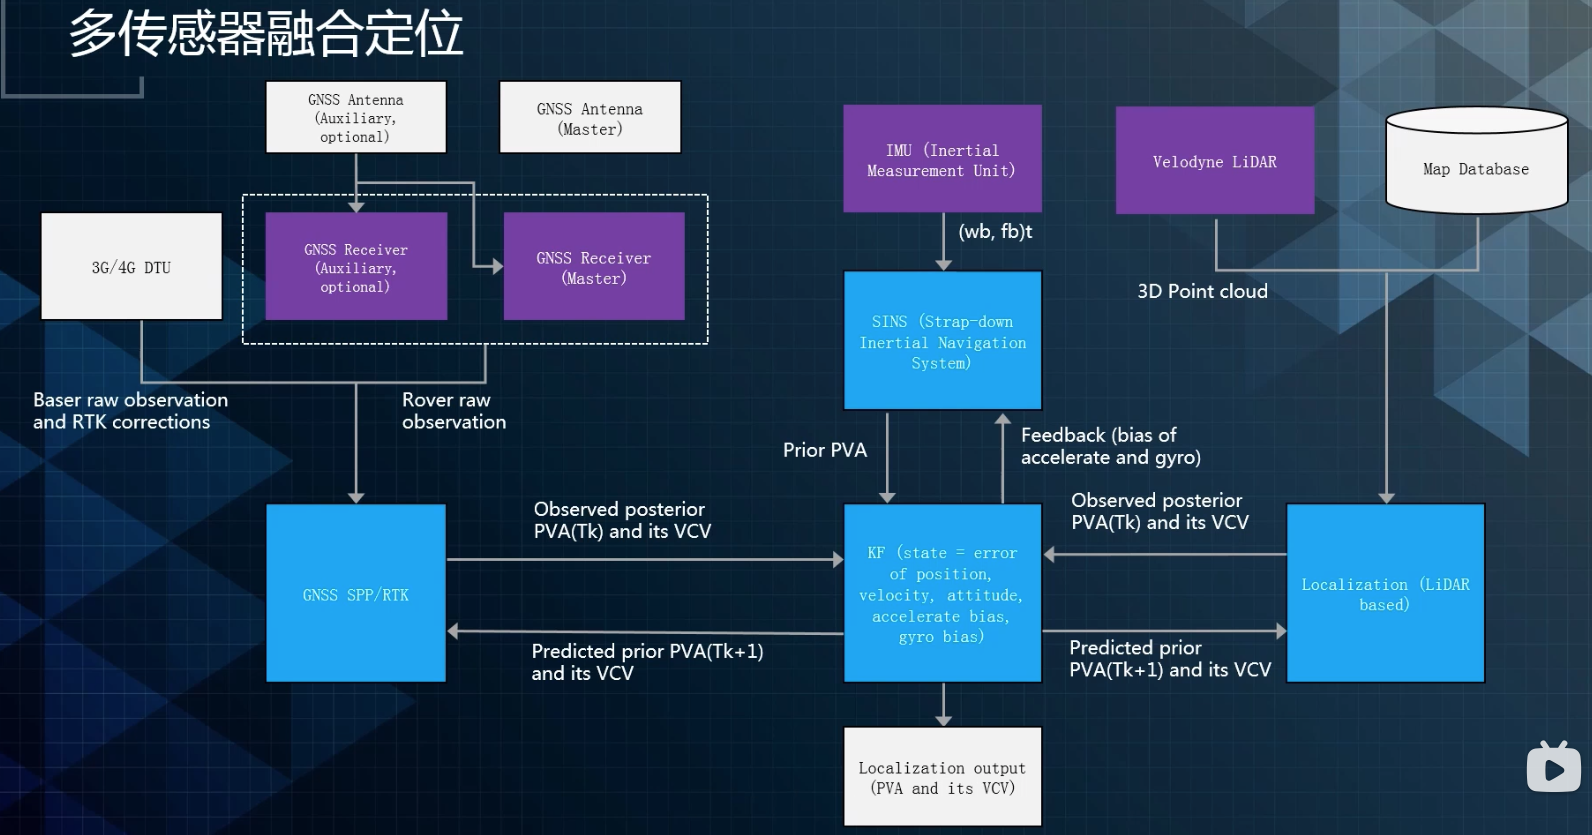 多传感器融合定位
GNSS Antenna
(Auxiliary,
optional)
GNSS Antenna
(Master)
IMU (Inertial
Measurement Unit)
Velodyne LiDAR
Map Database
3G/4G DTU
GNSS Receiver
(Auxiliary,
optional)
GNSS Receiver
(Master)
(wb, fb)t
3D Point cloud
SINS (Strap-down
Inertial Navigation
System)
Baser raw observation
and RTK corrections
Rover raw
observation
Prior PVA
Feedback (bias of
accelerate and gyro)
Observed posterior
PVA(Tk) and its VCV
Observed posterior
PVA(Tk) and its VCV
GNSS SPP/RTK
KF (state = error
of position,
velocity, attitude,
accelerate bias,
gyro bias)
Localization (LiDAR
based)
Predicted prior PVA(Tk+1)
and its VCV
Predicted prior
PVA(Tk+1) and its VCV
Localization output
(PVA and its VCV)